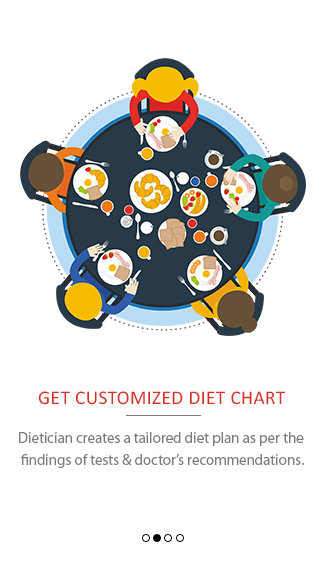 GET CUSTOMIZED DIET CHART
Dietician creates a tailored diet plan as per the
findings of tests & doctor's recommendations.